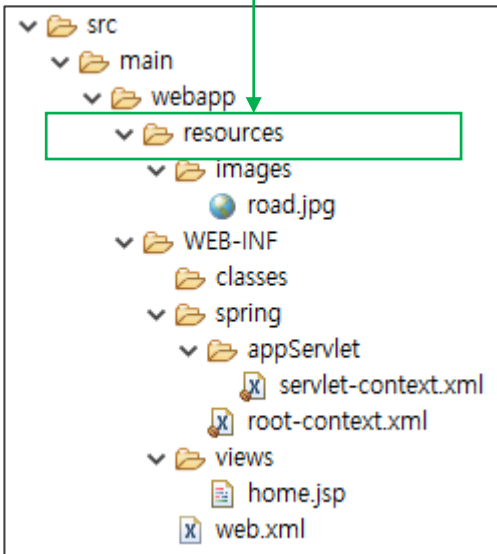 src
main
webapp
resources
images
road.jpg
WEB-INF
classes
spring
appServlet
servlet-context.xml
root-context.xml
views
home.jsp
web.xml